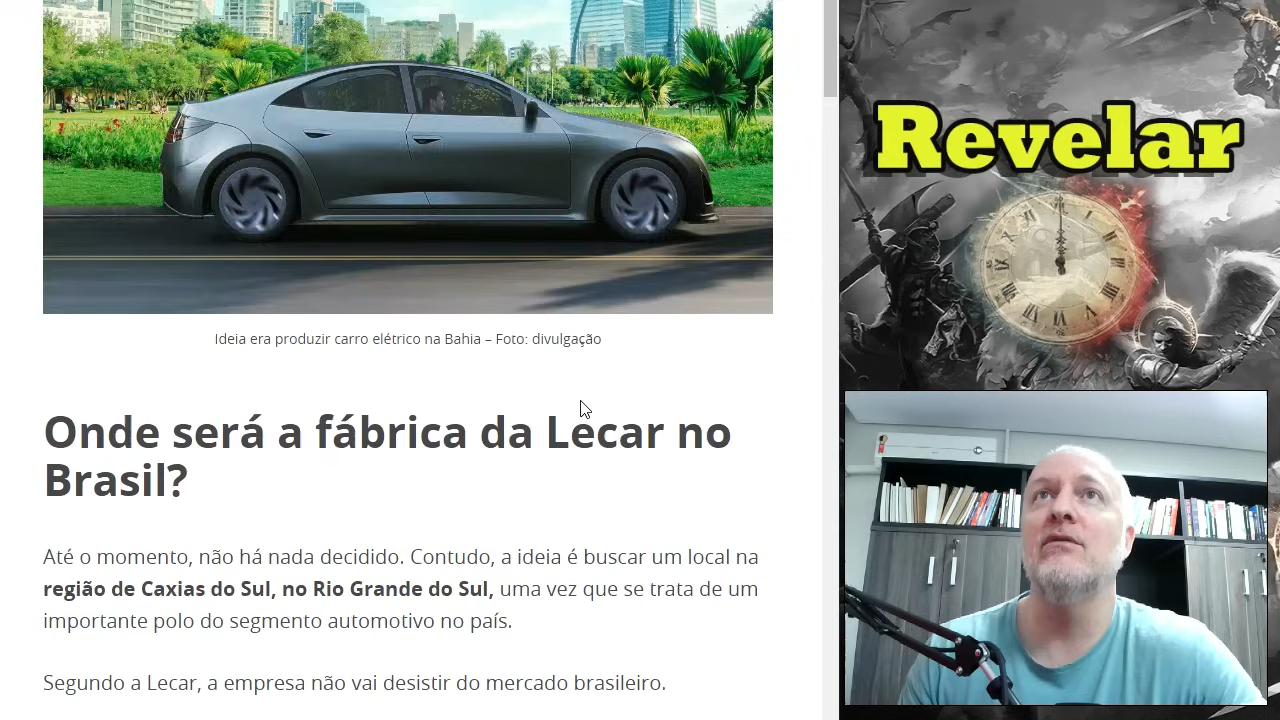 Ideia era produzir carro elétrico na Bahia – Foto: divulgação
Onde será a fábrica da Lecar no
Brasil?
Até o momento, não há nada decidido. Contudo, a ideia é buscar um local na
região de Caxias do Sul, no Rio Grande do Sul, uma vez que se trata de um
importante polo do segmento automotivo no país.
Segundo a Lecar, a empresa não vai desistir do mercado brasileiro.
Revelar